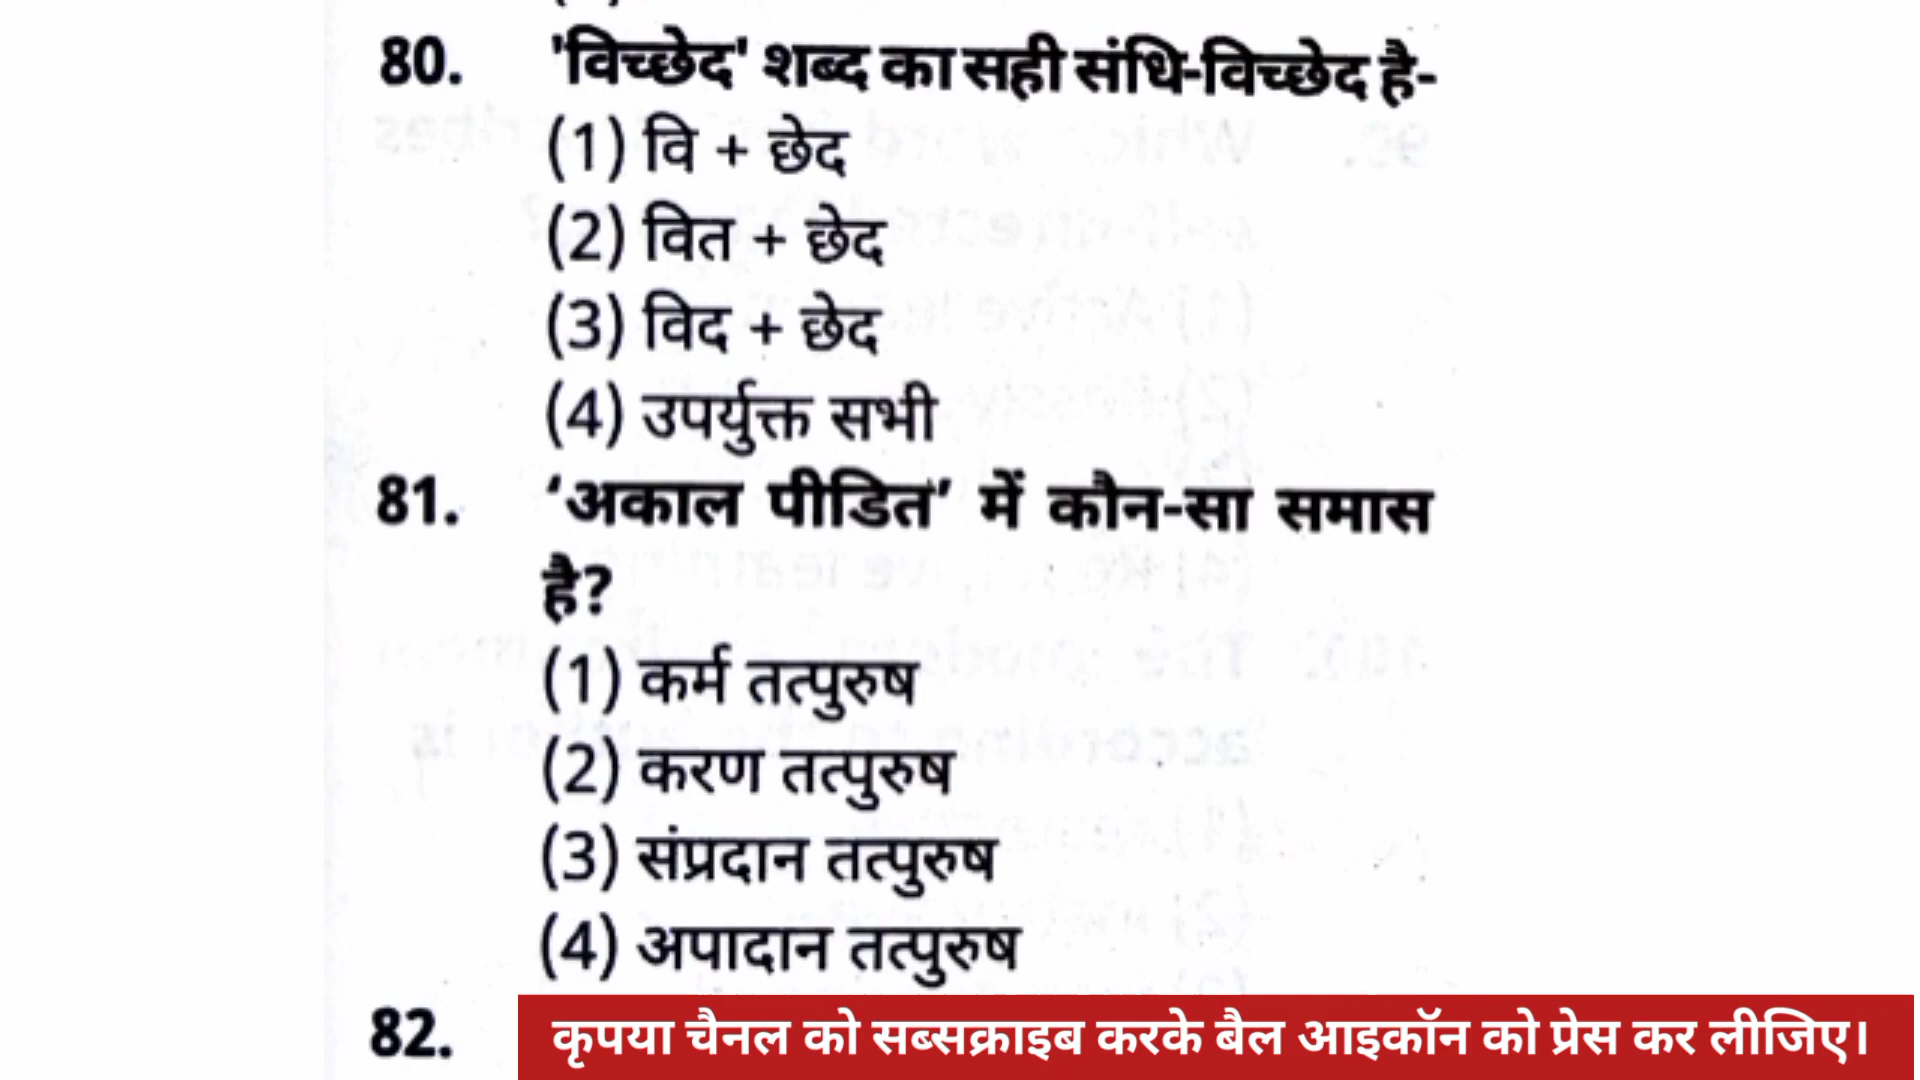 80. 'विच्छेद' शब्द का सही संधि-विच्छेद है-
(1) वि + छेद
(2) वित + छेद
(3) विद + छेद
(4) उपर्युक्त सभी
81. ‘अकाल पीडित’ में कौन-सा समास
है?
(1) कर्म तत्पुरुष
(2) करण तत्पुरुष
(3) संप्रदान तत्पुरुष
(4) अपादान तत्पुरुष
82.
कृपया चैनल को सब्सक्राइब करके बैल आइकॉन को प्रेस कर लीजिए।